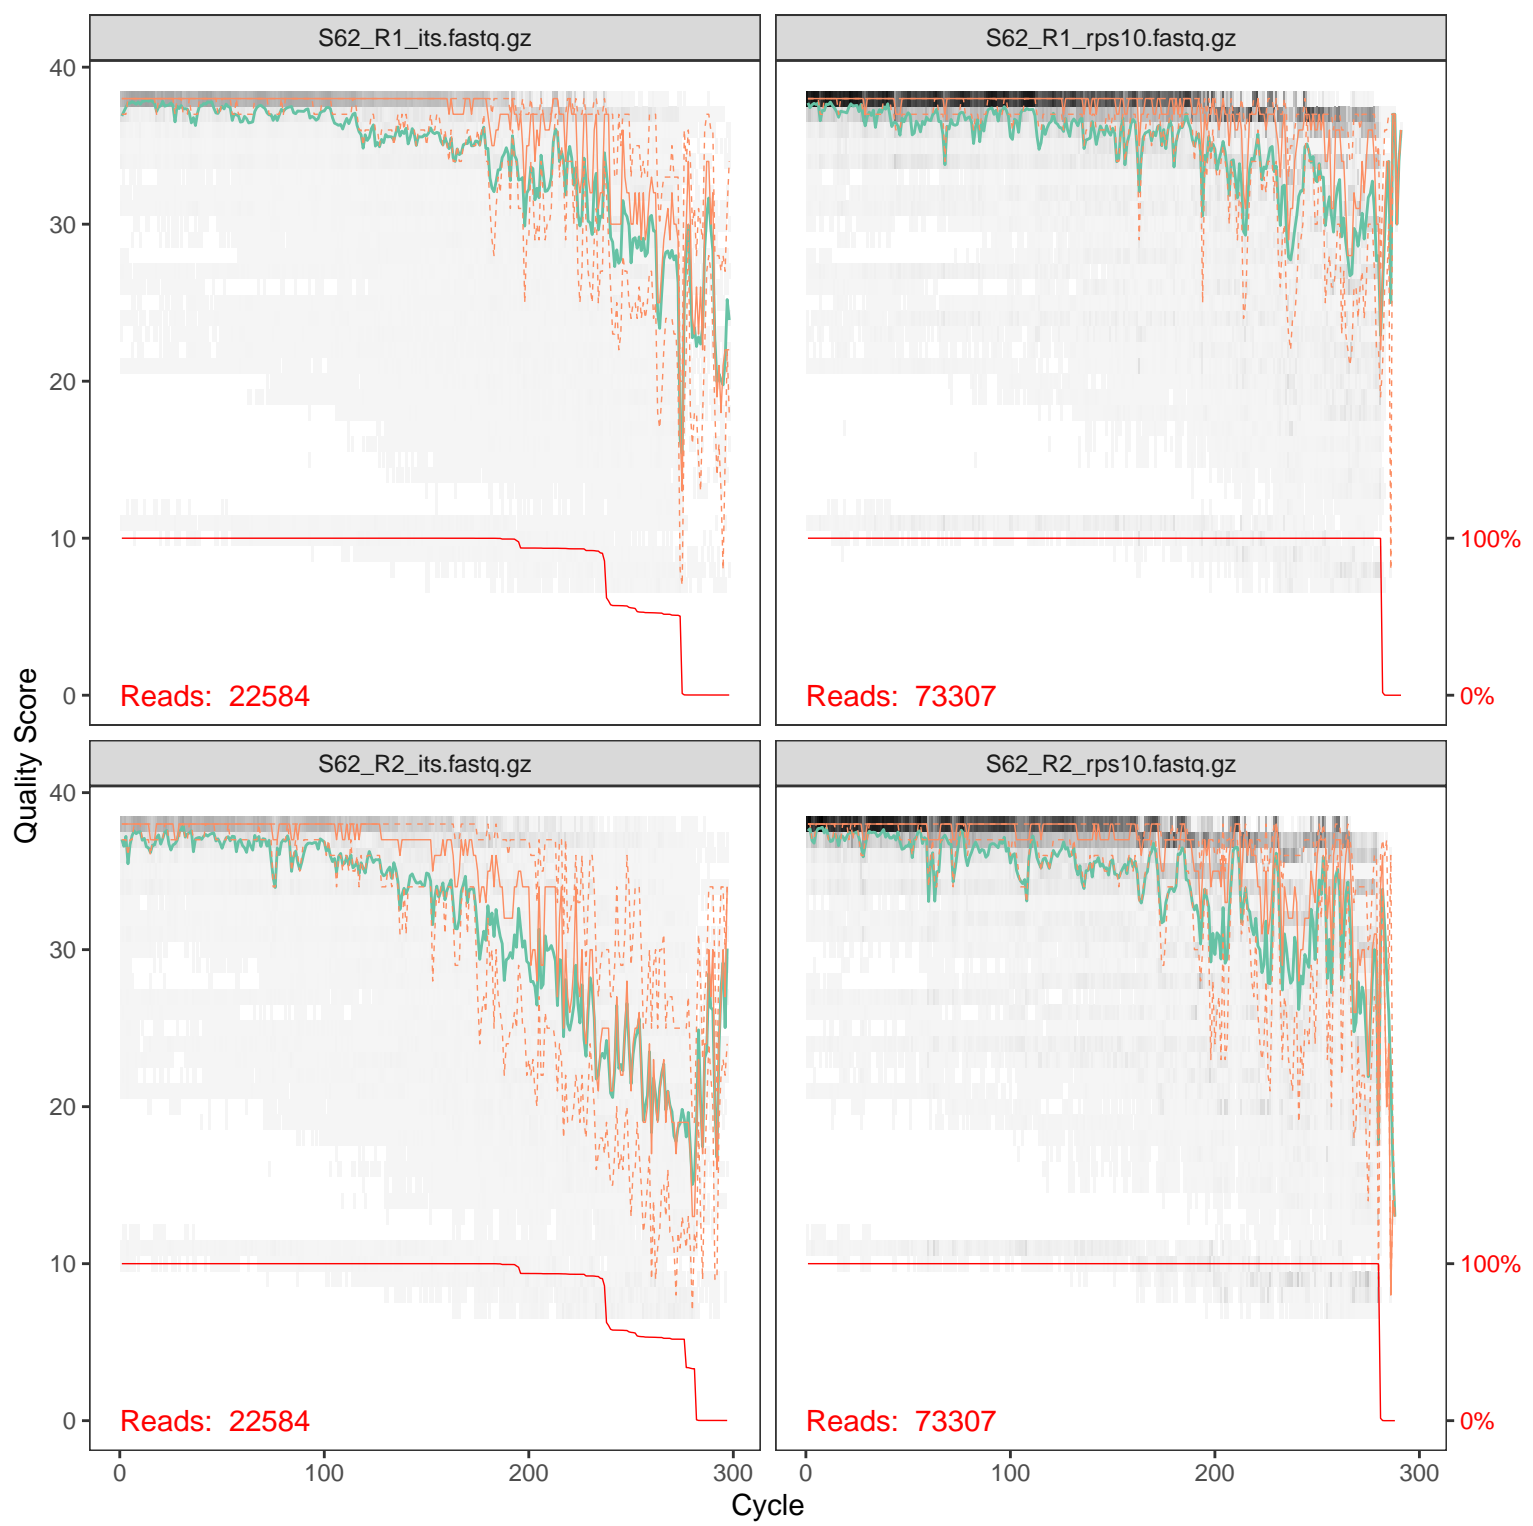 S62_R1_its.fastq.gz
S62_R1_rps10.fastq.gz
40
30
20
10
0
100%
0%
Reads: 22584
Reads: 73307
Quality Score
S62_R2_its.fastq.gz
S62_R2_rps10.fastq.gz
40
30
20
10
0
100%
0%
Reads: 22584
Reads: 73307
0 100 200 300
0 100 200 300
Cycle